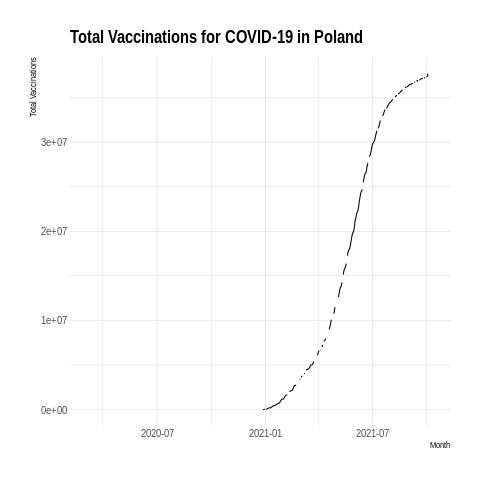 Total Vaccinations for COVID-19 in Poland
Total Vaccinations
3e+07
2e+07
1e+07
0e+00
2020-07 2021-01 2021-07
Month